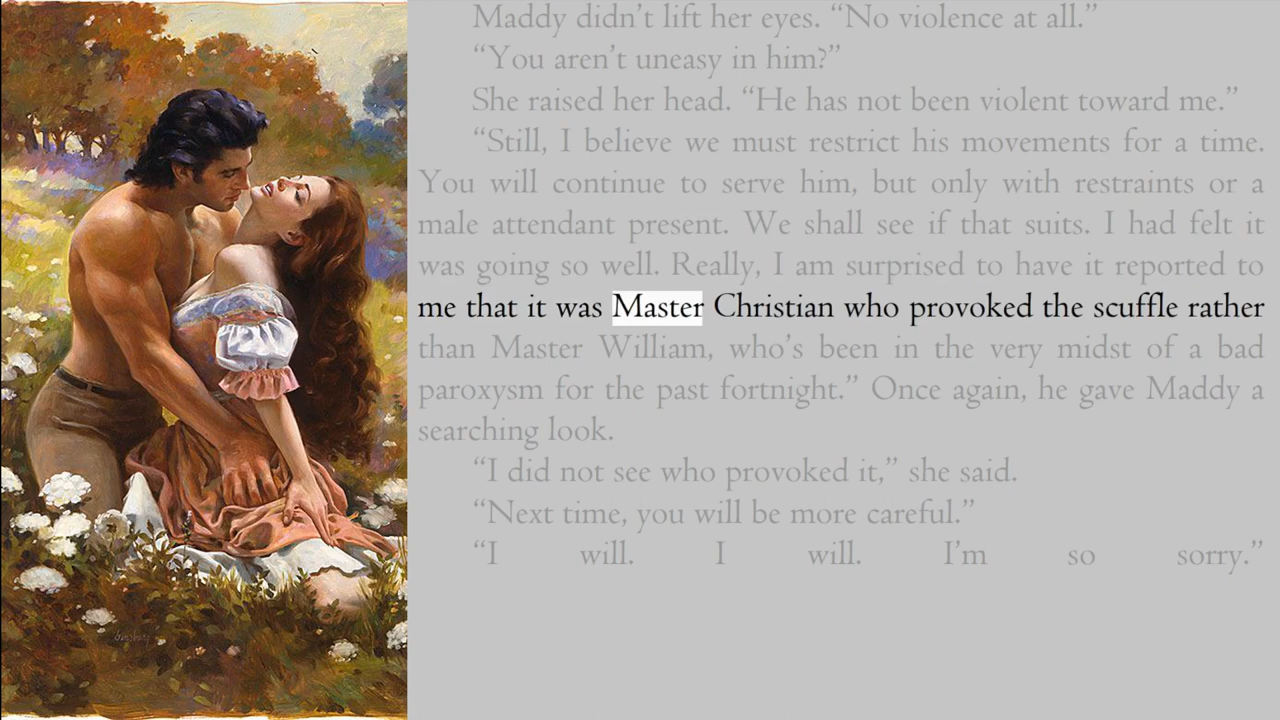 Maddy didn’t lift her eyes. “No violence at all.”
“You aren’t uneasy in him?”
She raised her head. “He has not been violent toward me.”
“Still, I believe we must restrict his movements for a time.
You will continue to serve him, but only with restraints or a
male attendant present. We shall see if that suits. I had felt it
was going so well. Really, I am surprised to have it reported to
me that it was Master Christian who provoked the scuffle rather
than Master William, who’s been in the very midst of a bad
paroxysm for the past fortnight.” Once again, he gave Maddy a
searching look.
“I did not see who provoked it,” she said.
“Next time, you will be more careful.”
“I will. I will. I’m so sorry.”